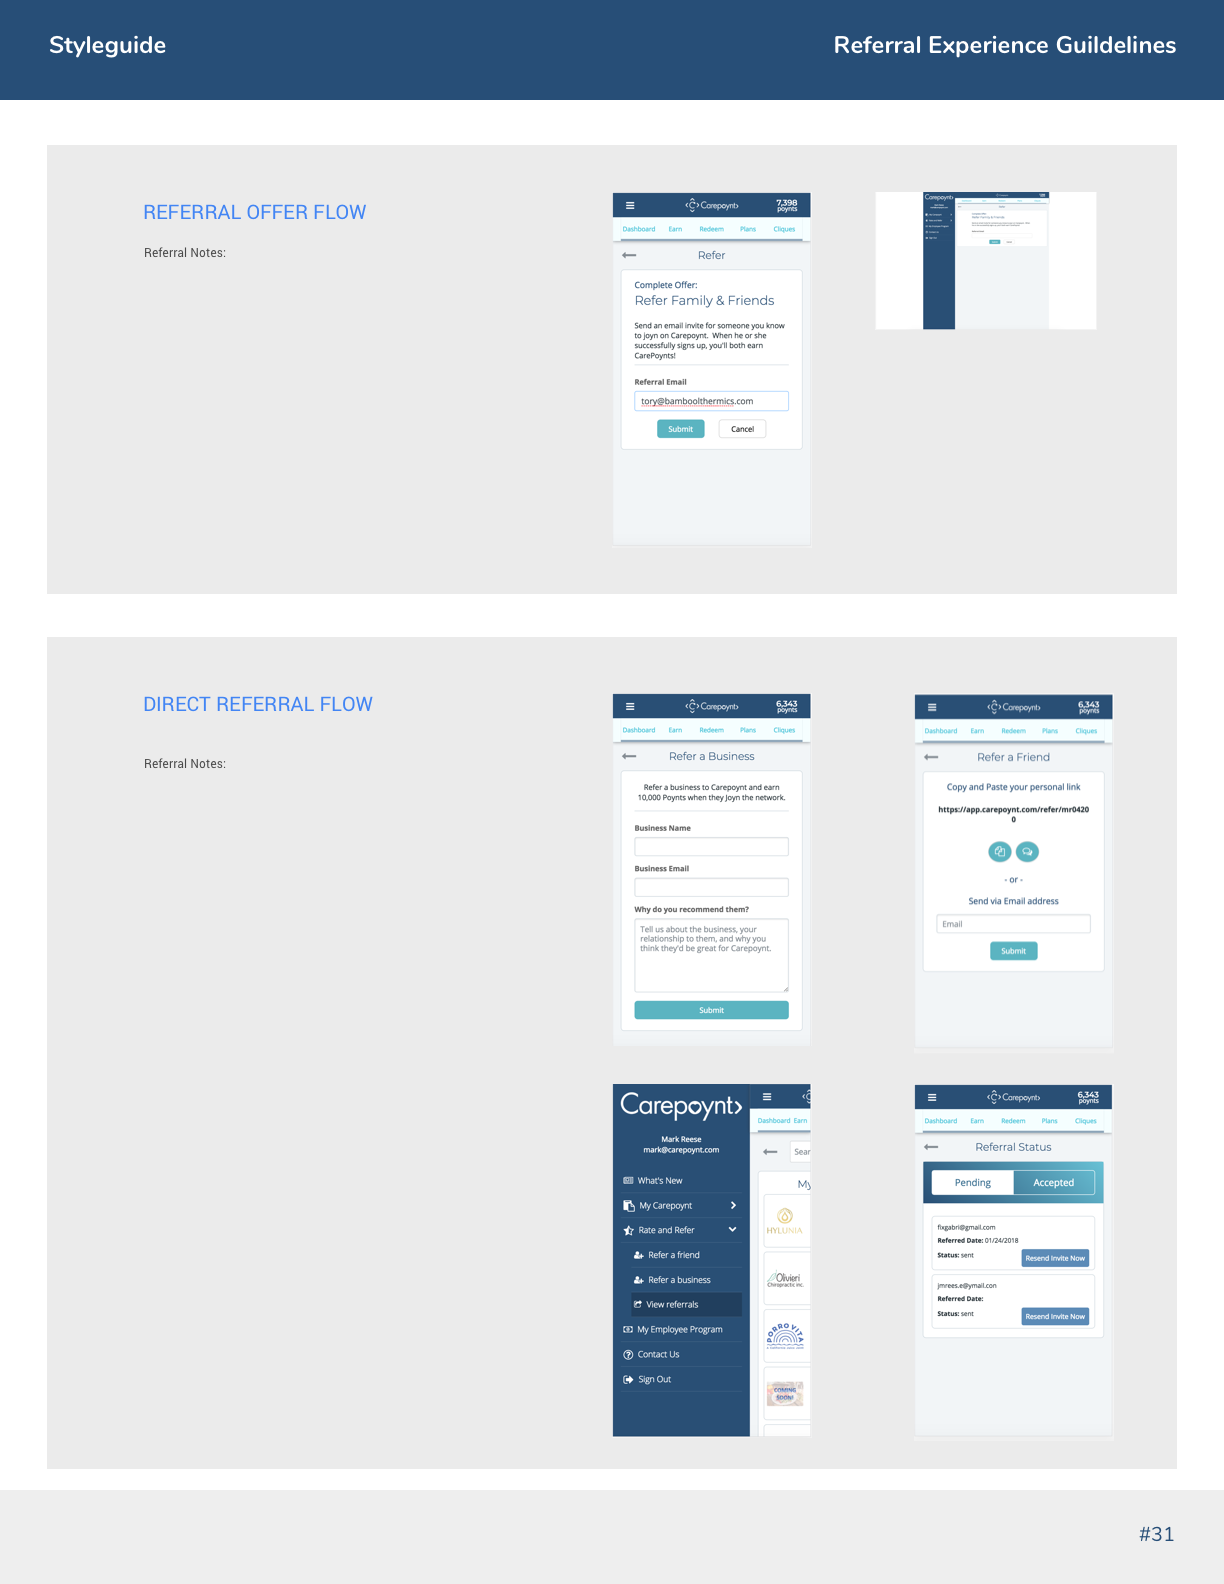 Styleguide
Referral Experience Guildelines
REFERRAL OFFER FLOW
Referral Notes:
Carepoynt
7,398
poynts
Dashboard Earn Redeem Plans Cliques
Refer
Complete Offer:
Refer Family & Friends
Send an email invite for someone you know
to joyn on Carepoynt. When he or she
successfully signs up, you'll both earn
CarePoynts!
Referral Email
tory@bamboolthermics.com
Submit Cancel
Carepoynt
DIRECT REFERRAL FLOW
Referral Notes:
Carepoynt
6,343
poynts
Dashboard Earn Redeem Plans Cliques
Refer a Business
Refer a business to Carepoynt and earn
10,000 Poynts when they Joyn the network.
Business Name
Business Email
Why do you recommend them?
Tell us about the business, your
relationship to them, and why you
think they'd be great for Carepoynt.
Submit
Carepoynt
6,343
poynts
Dashboard Earn Redeem Plans Cliques
Refer a Friend
Copy and Paste your personal link
https://app.carepoynt.com/refer/mr0420
0
- or -
Send via Email address
Email
Submit
Carepoynt
Mark Reese
mark@carepoynt.com
What's New
My Carepoynt
Rate and Refer
Refer a friend
Refer a business
View referrals
My Employee Program
Contact Us
Sign Out
Dashboard Earn
Sear
My
HYLUNIA
Olivieri
Chiropractic Inc.
PORRO VITA
COMING
SOON!
Carepoynt
6,343
poynts
Dashboard Earn Redeem Plans Cliques
Referral Status
Pending Accepted
fixgabri@gmail.com
Referred Date: 01/24/2018
Status: sent
Resend Invite Now
jmrees.e@ymail.con
Referred Date:
Status: sent
Resend Invite Now
#31